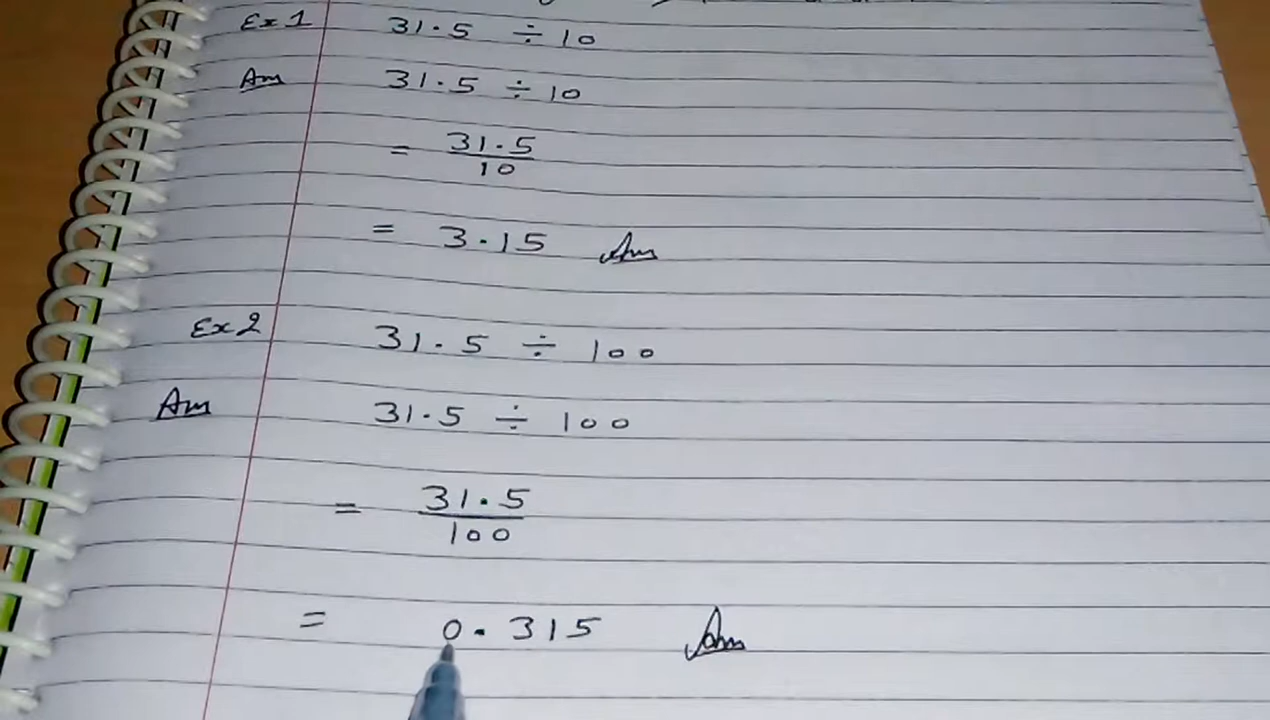 Ex 1 31.5 ÷ 10
Ans 31.5 ÷ 10
= 31.5
10
= 3.15 Ans
Ex 2 31.5 ÷ 100
Ans 31.5 ÷ 100
= 31.5
100
= 0.315 Ans